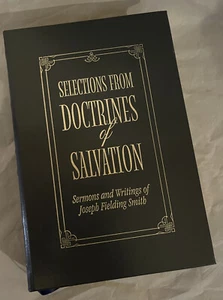 SELECTIONS FROM
DOCTRINES
of
SALVATION
Sermons and Writings of
Joseph Fielding Smith